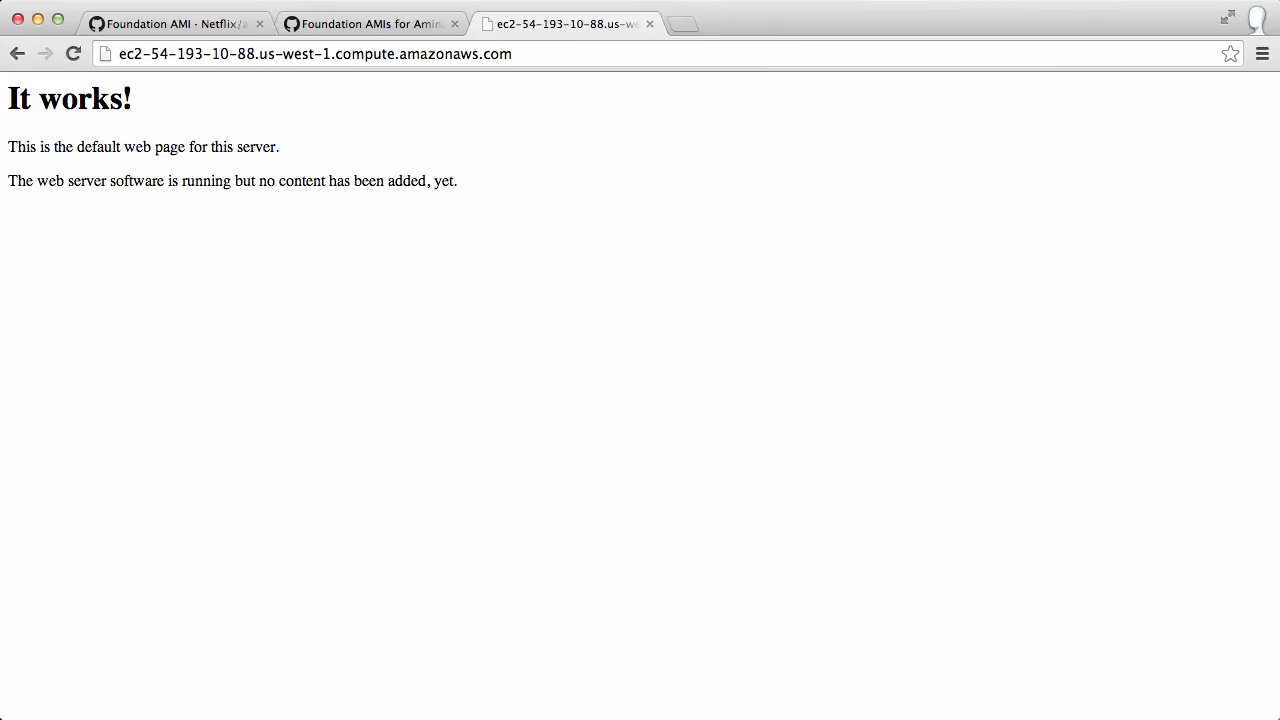 Foundation AMI · Netflix/a
Foundation AMIs for Amin
ec2-54-193-10-88.us-we
ec2-54-193-10-88.us-west-1.compute.amazonaws.com
It works!
This is the default web page for this server.
The web server software is running but no content has been added, yet.